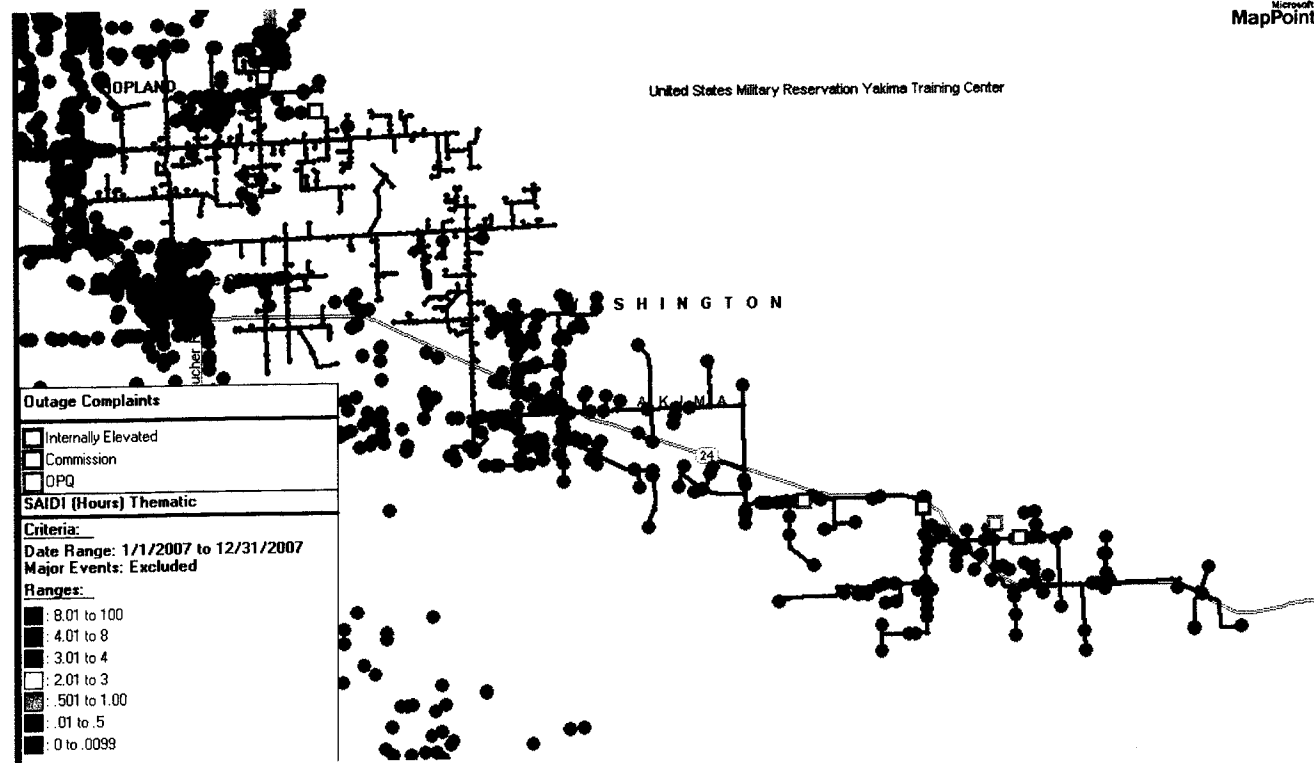 Microsoft
MapPoint
OPLAND
United States Military Reservation Yakima Training Center
SHINGTON
ucher R
AKIMA
24
Outage Complaints
Internally Elevated
Commission
OPQ
SAIDI (Hours) Thematic
Criteria:
Date Range: 1/1/2007 to 12/31/2007
Major Events: Excluded
Ranges:
: 8.01 to 100
: 4.01 to 8
: 3.01 to 4
: 2.01 to 3
: .501 to 1.00
: .01 to .5
: 0 to .0099